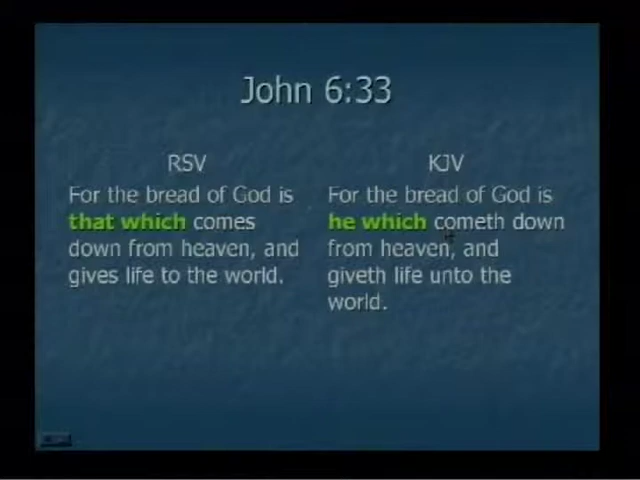 John 6:33
RSV
For the bread of God is
that which comes
down from heaven, and
gives life to the world.
KJV
For the bread of God is
he which cometh down
from heaven, and
giveth life unto the
world.